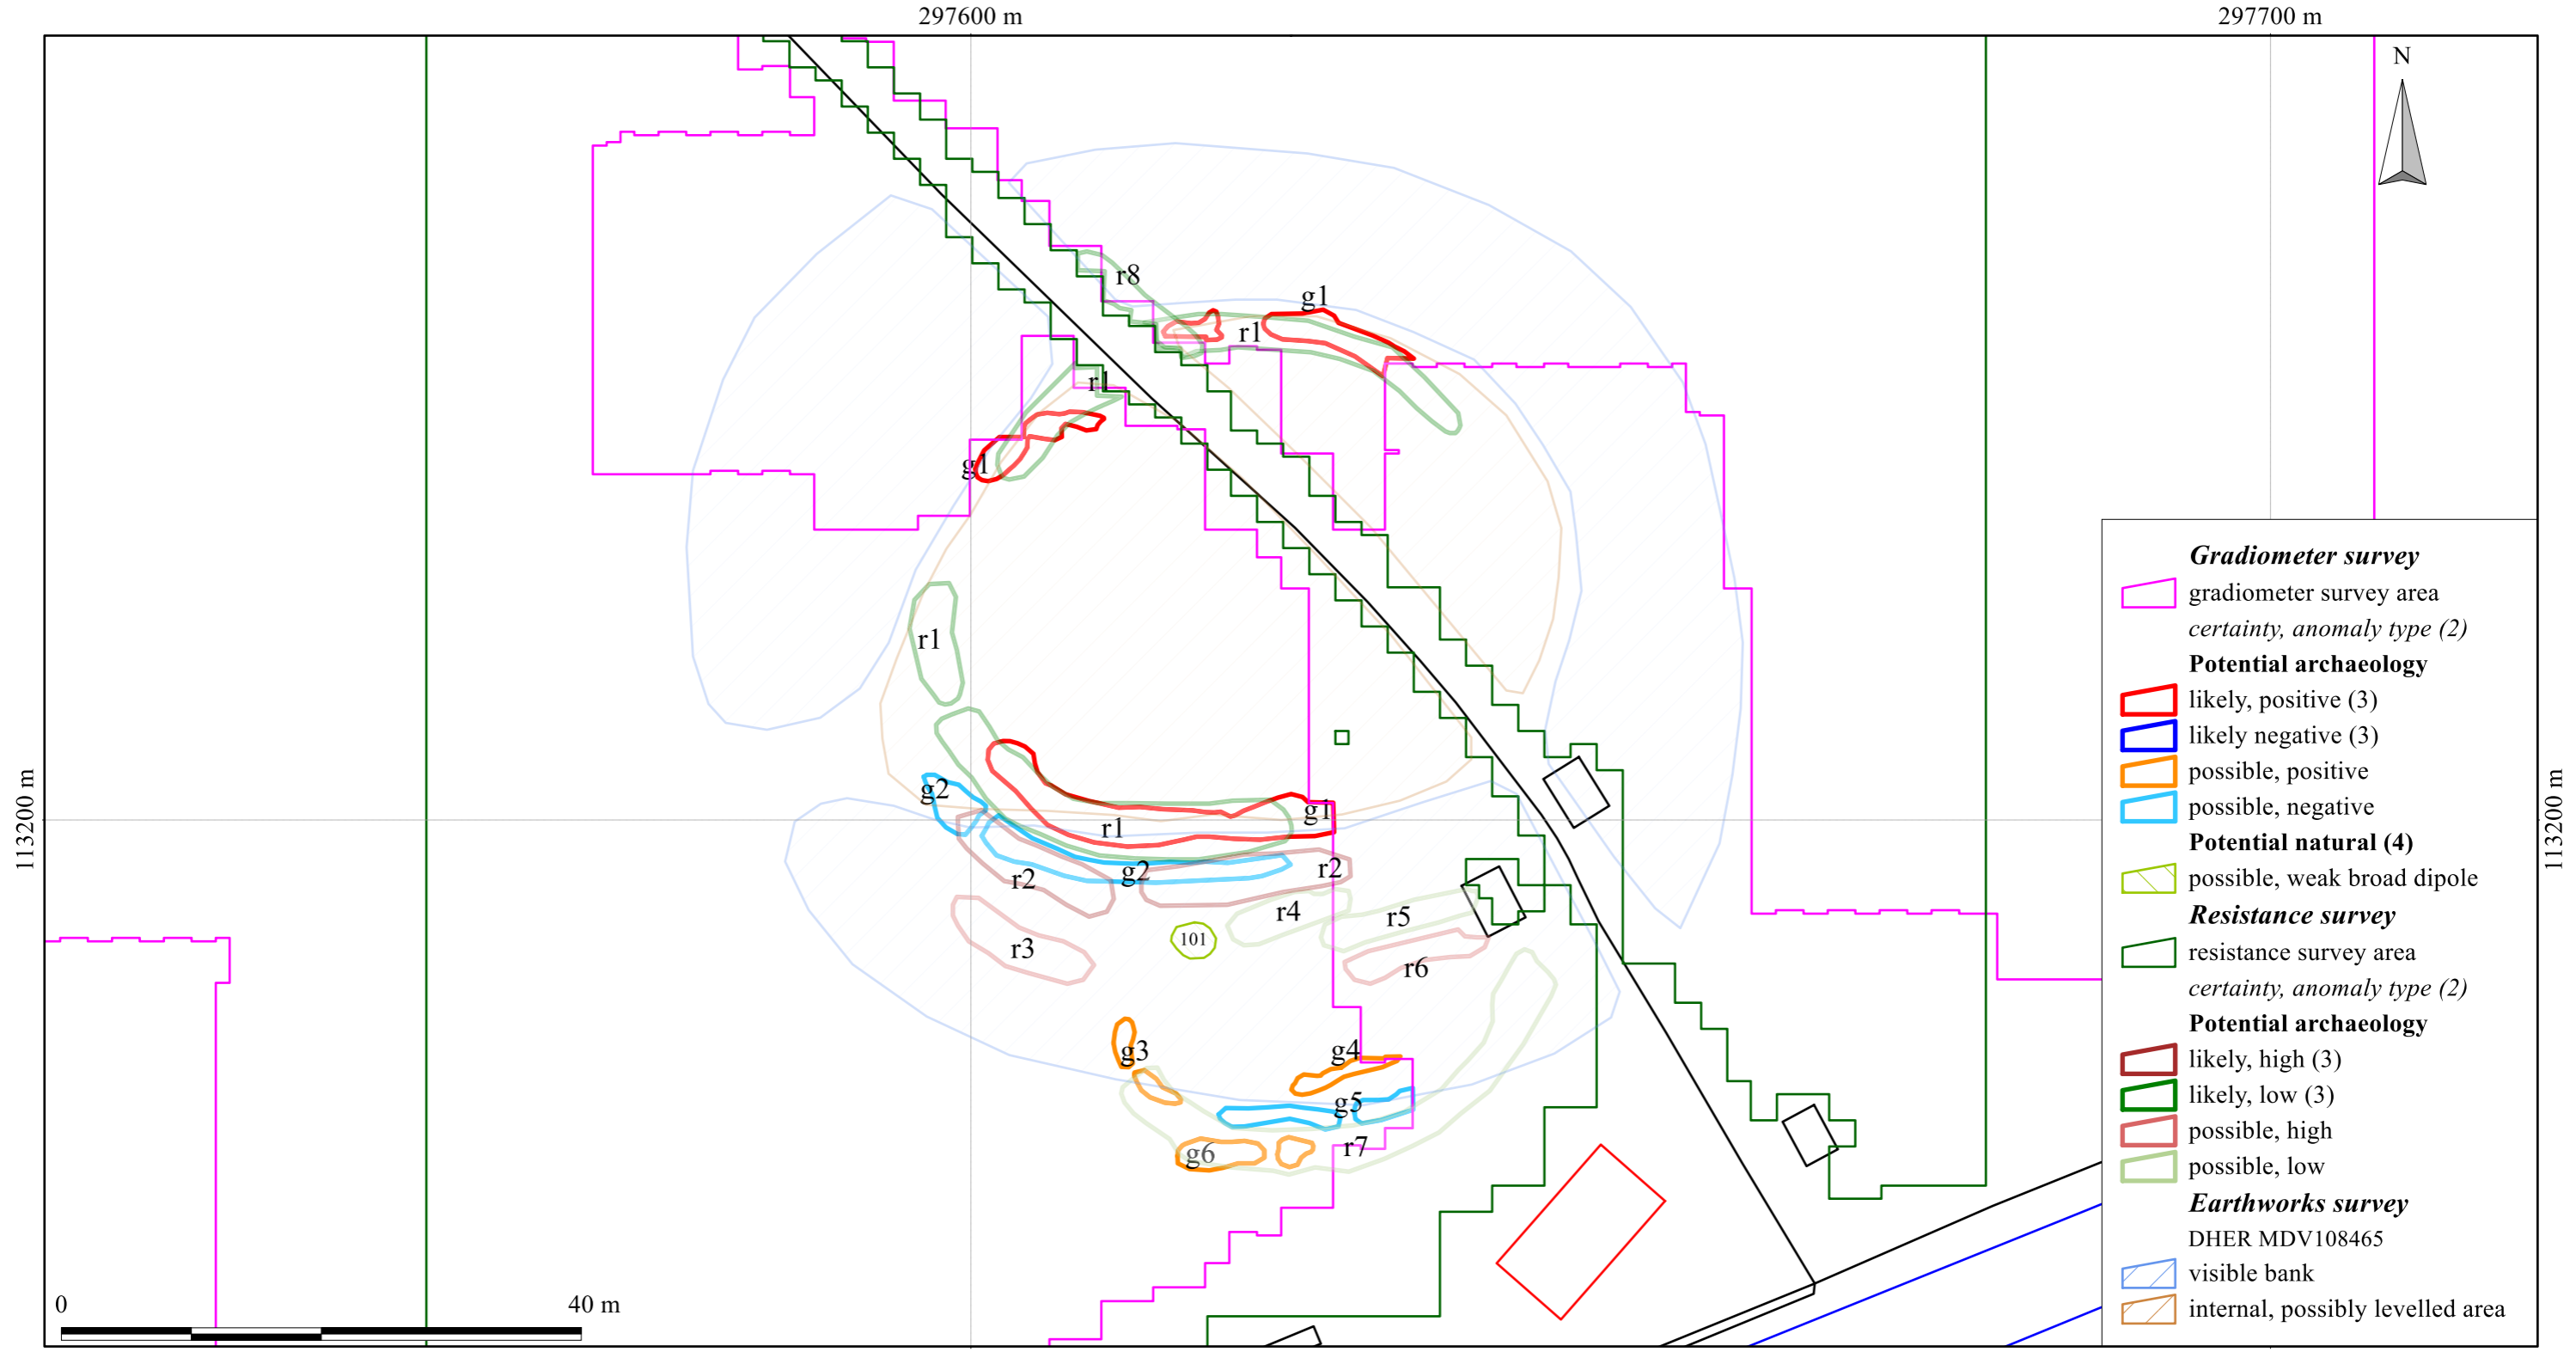 297600 m
297700 m
N
r8
g1
r1
r1
g1
r1
g2
g1
r1
113200 m
113200 m
r2
g2
r2
r4
r5
101
r3
r6
g3
g4
g5
g6
r7
0
40 m
Gradiometer survey
gradiometer survey area
certainty, anomaly type (2)
Potential archaeology
likely, positive (3)
likely negative (3)
possible, positive
possible, negative
Potential natural (4)
possible, weak broad dipole
Resistance survey
resistance survey area
certainty, anomaly type (2)
Potential archaeology
likely, high (3)
likely, low (3)
possible, high
possible, low
Earthworks survey
DHER MDV108465
visible bank
internal, possibly levelled area